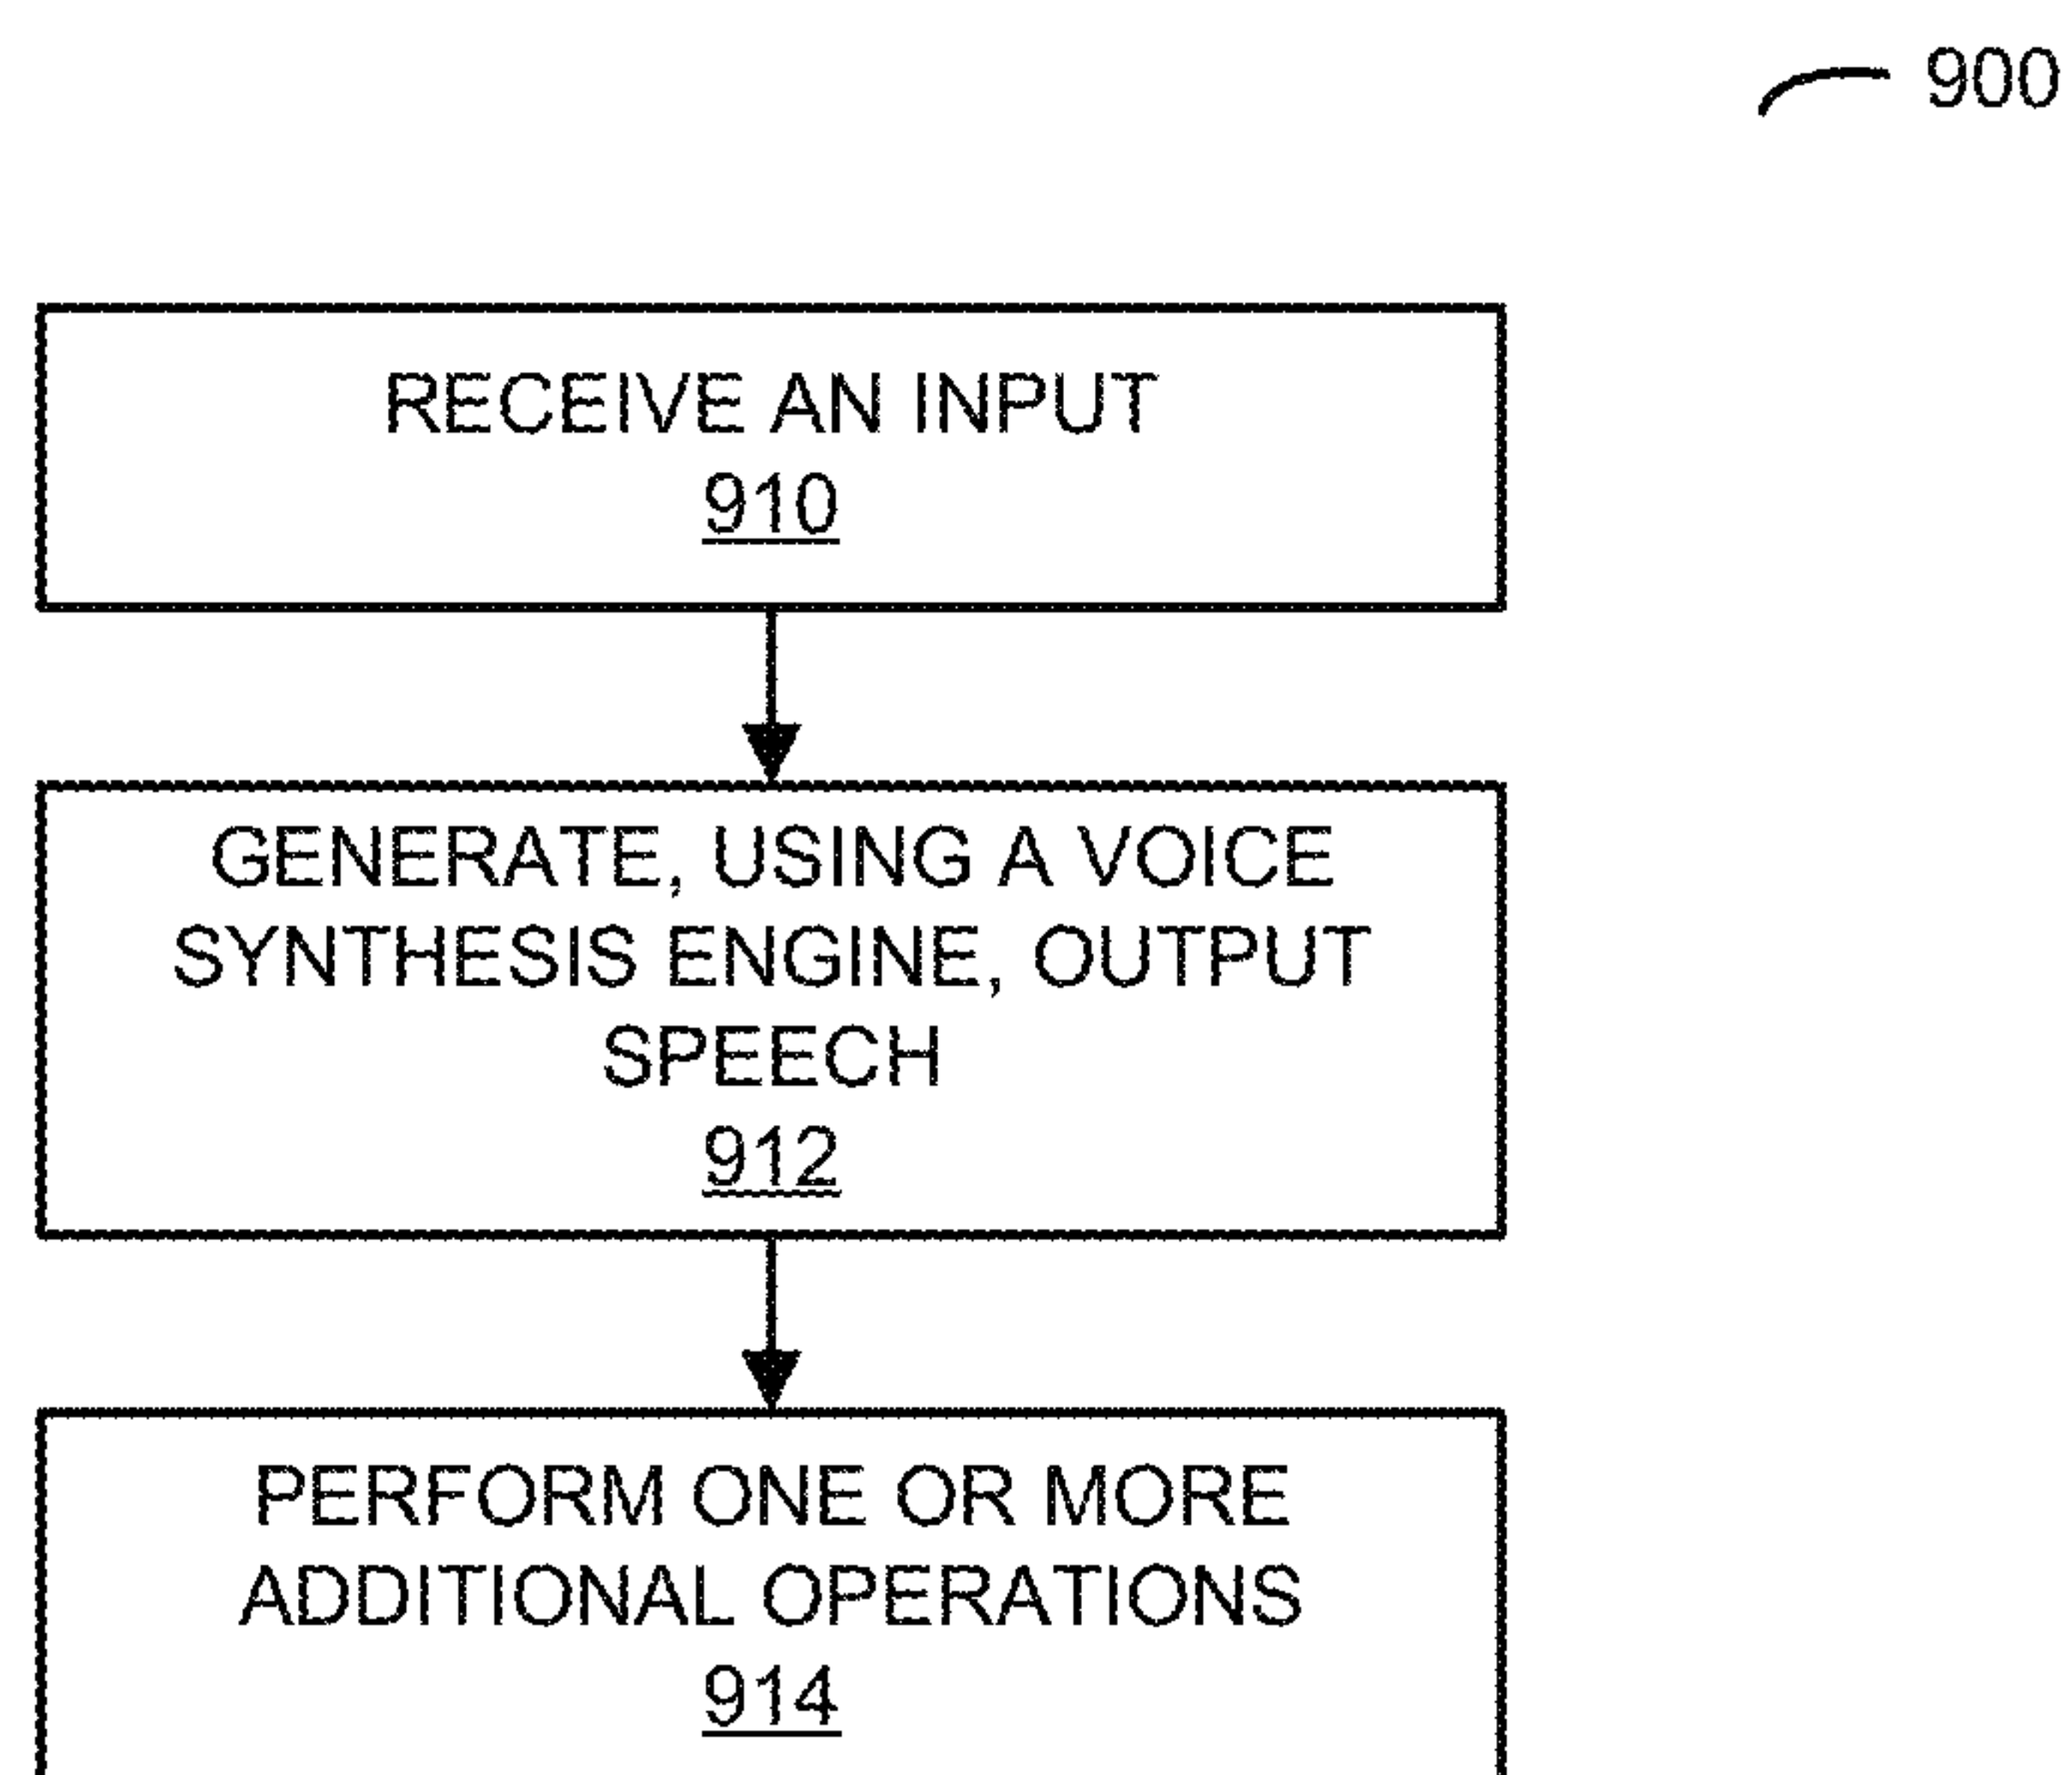 900
RECEIVE AN INPUT
910
GENERATE, USING A VOICE
SYNTHESIS ENGINE, OUTPUT
SPEECH
912
PERFORM ONE OR MORE
ADDITIONAL OPERATIONS
914